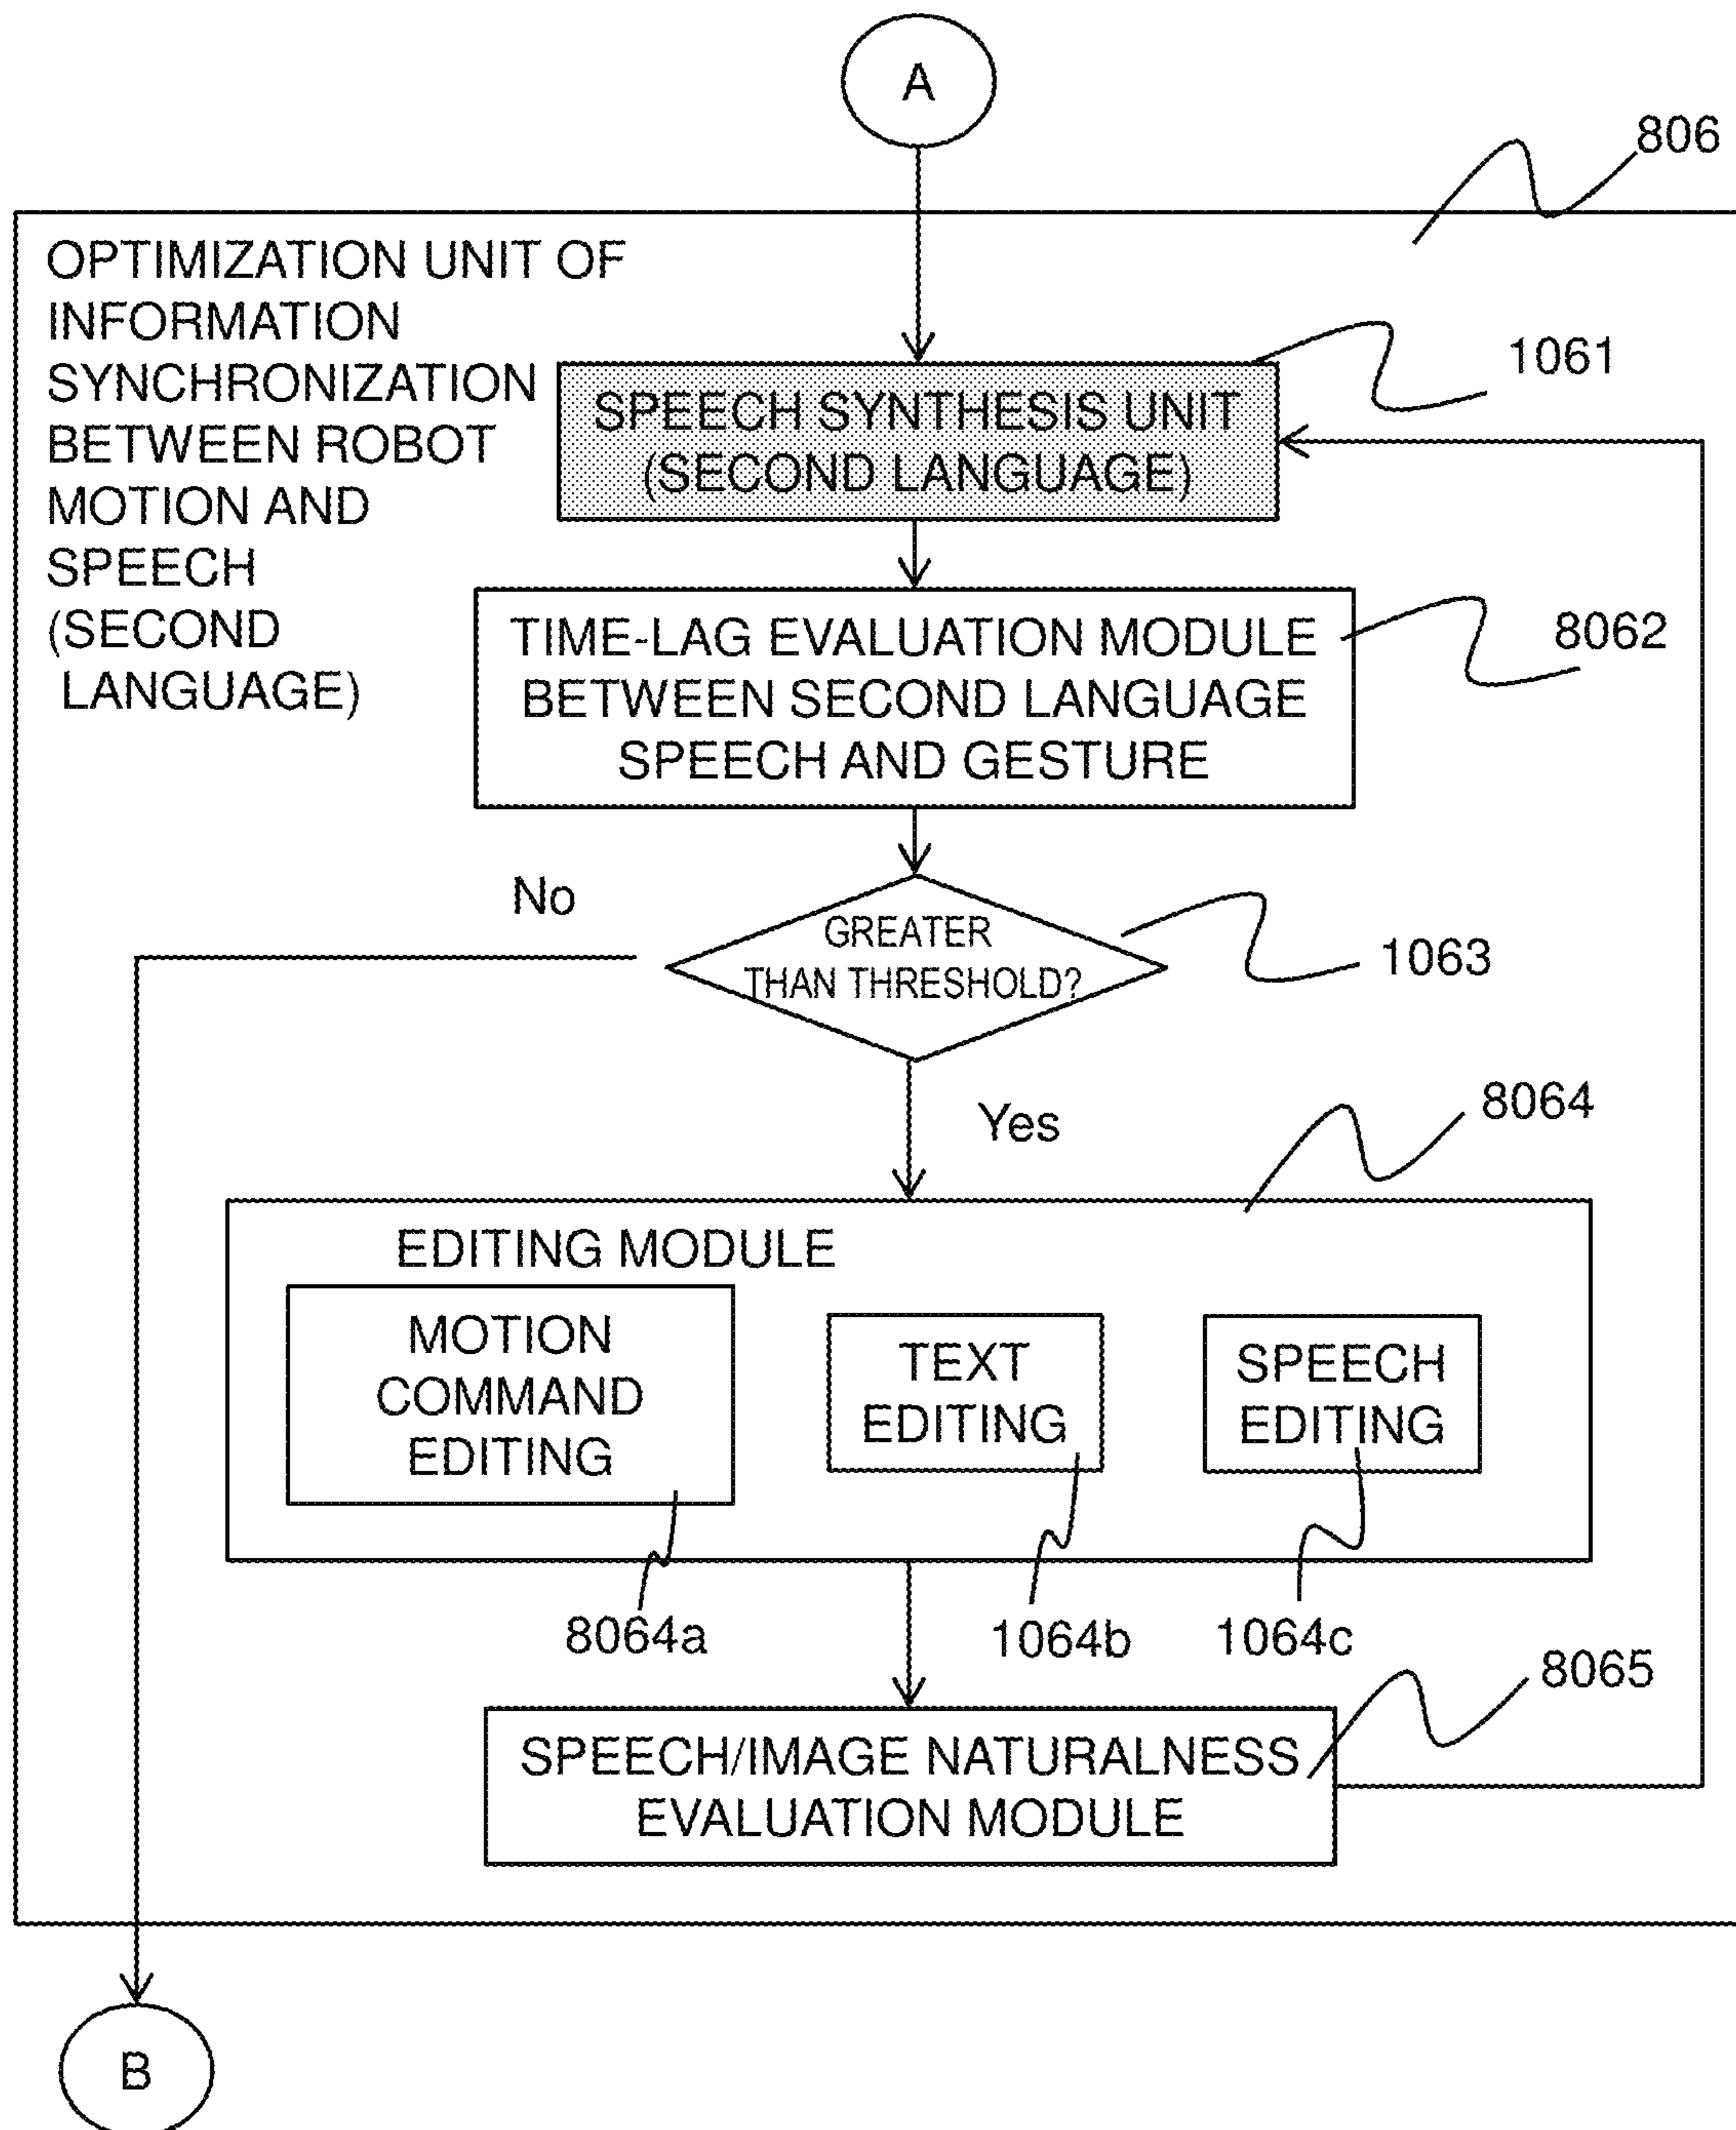 A
806
OPTIMIZATION UNIT OF
INFORMATION
SYNCHRONIZATION
BETWEEN ROBOT
MOTION AND
SPEECH
(SECOND
LANGUAGE)
1061
SPEECH SYNTHESIS UNIT
(SECOND LANGUAGE)
8062
TIME-LAG EVALUATION MODULE
BETWEEN SECOND LANGUAGE
SPEECH AND GESTURE
No
GREATER
THAN THRESHOLD?
1063
Yes
8064
EDITING MODULE
MOTION
COMMAND
EDITING
TEXT
EDITING
SPEECH
EDITING
8064a
1064b
1064c
8065
SPEECH/IMAGE NATURALNESS
EVALUATION MODULE
B